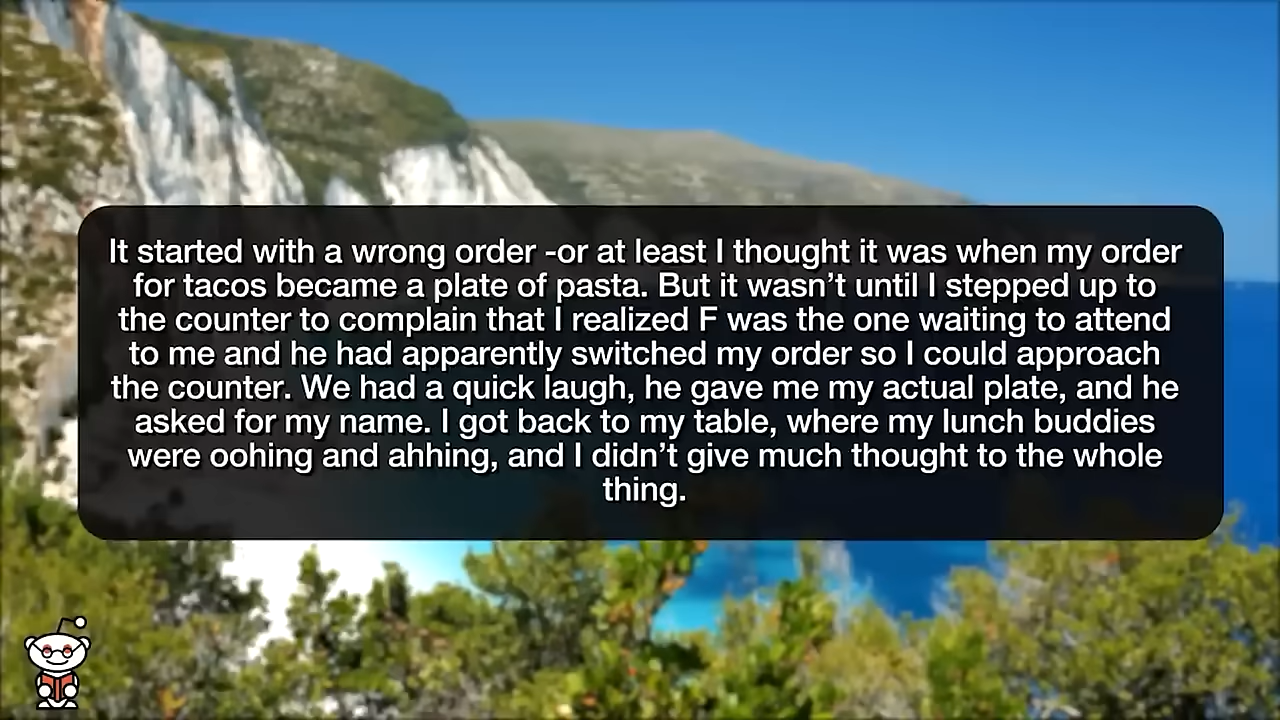 It started with a wrong order -or at least I thought it was when my order
for tacos became a plate of pasta. But it wasn’t until I stepped up to
the counter to complain that I realized F was the one waiting to attend
to me and he had apparently switched my order so I could approach
the counter. We had a quick laugh, he gave me my actual plate, and he
asked for my name. I got back to my table, where my lunch buddies
were oohing and ahhing, and I didn’t give much thought to the whole
thing.